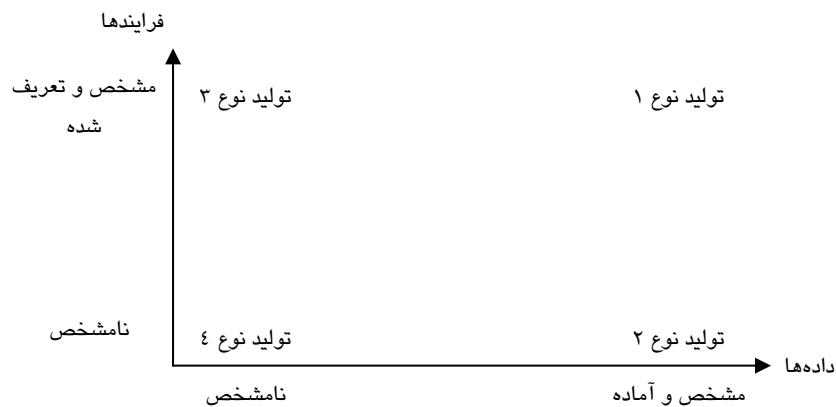 فرایندها
مشخص و تعریف
شده
تولید نوع ۱
تولید نوع ۳
نامشخص
تولید نوع ۲
تولید نوع ٤
داده‌ها
مشخص و آماده
نامشخص